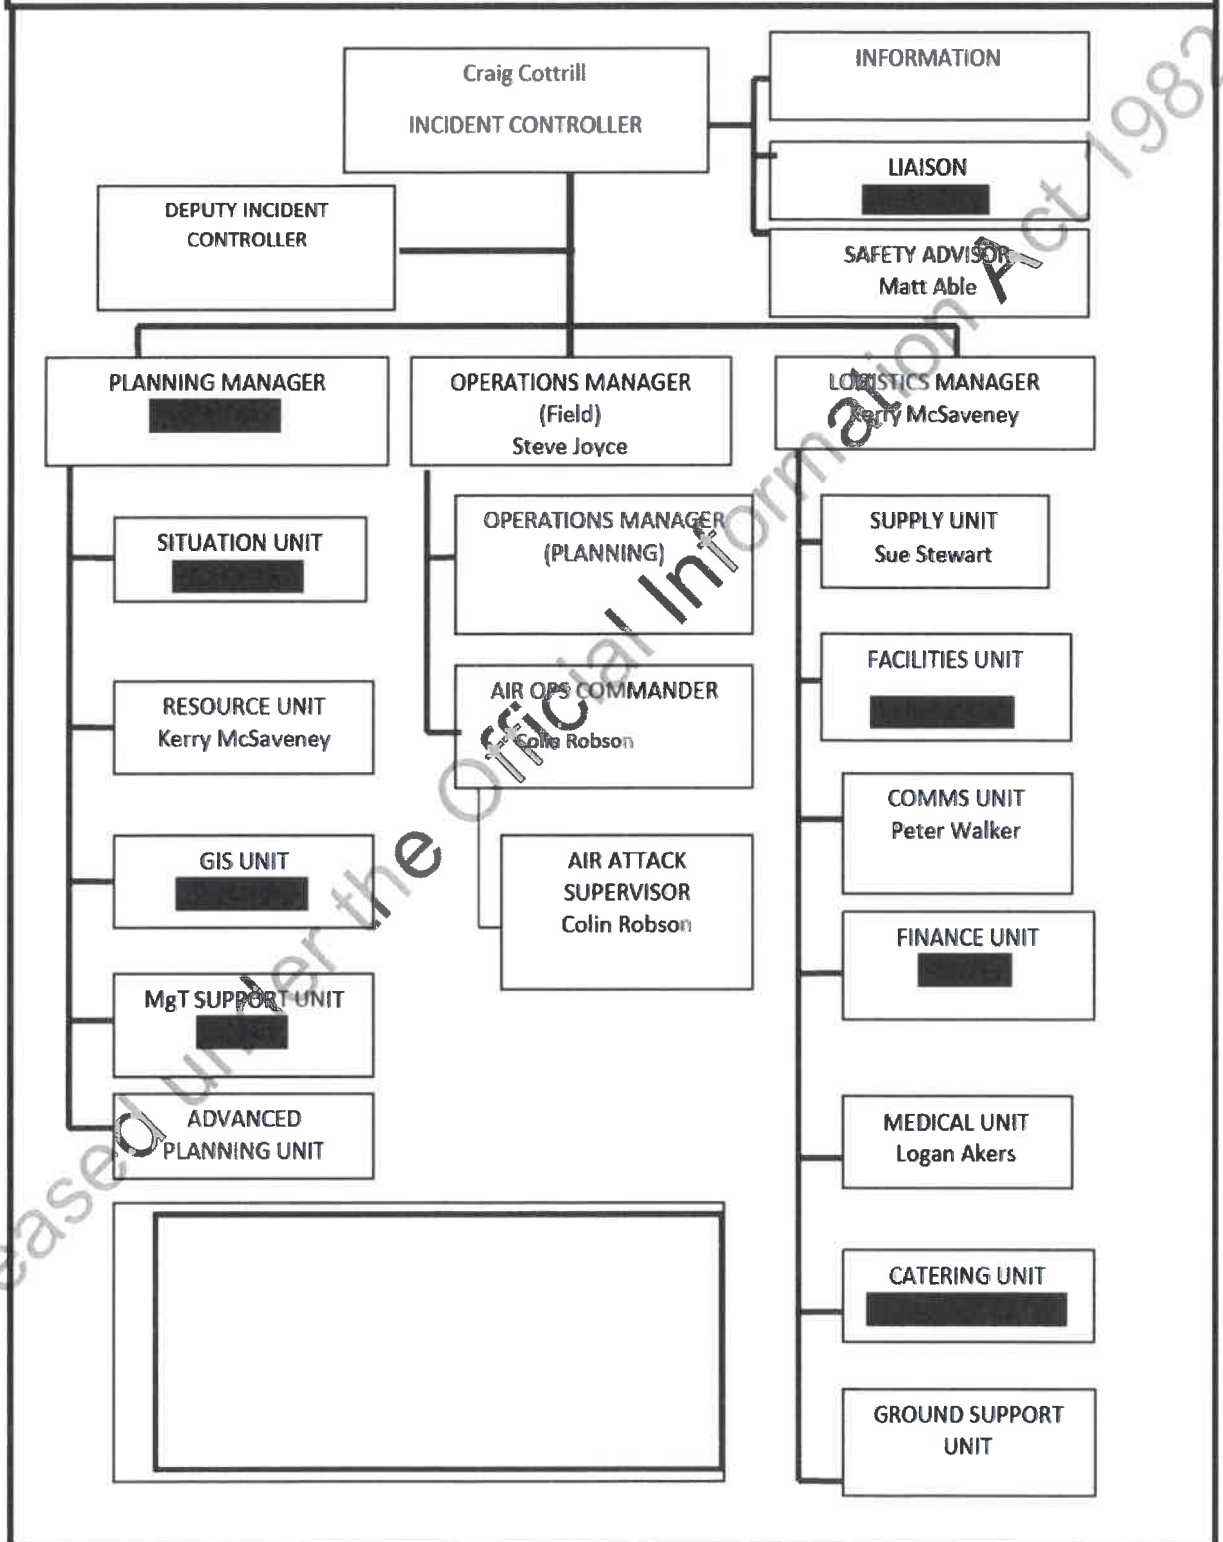 Craig Cottrill
INCIDENT CONTROLLER
INFORMATION
LIAISON
SAFETY ADVISOR
Matt Able
DEPUTY INCIDENT
CONTROLLER
PLANNING MANAGER
OPERATIONS MANAGER
(Field)
Steve Joyce
LOGISTICS MANAGER
Kerry McSaveney
SITUATION UNIT
RESOURCE UNIT
Kerry McSaveney
GIS UNIT
MgT SUPPORT UNIT
ADVANCED
PLANNING UNIT
OPERATIONS MANAGER
(PLANNING)
AIR OPS COMMANDER
Colin Robson
AIR ATTACK
SUPERVISOR
Colin Robson
SUPPLY UNIT
Sue Stewart
FACILITIES UNIT
COMMS UNIT
Peter Walker
FINANCE UNIT
MEDICAL UNIT
Logan Akers
CATERING UNIT
GROUND SUPPORT
UNIT
under the Official Information Act 1982